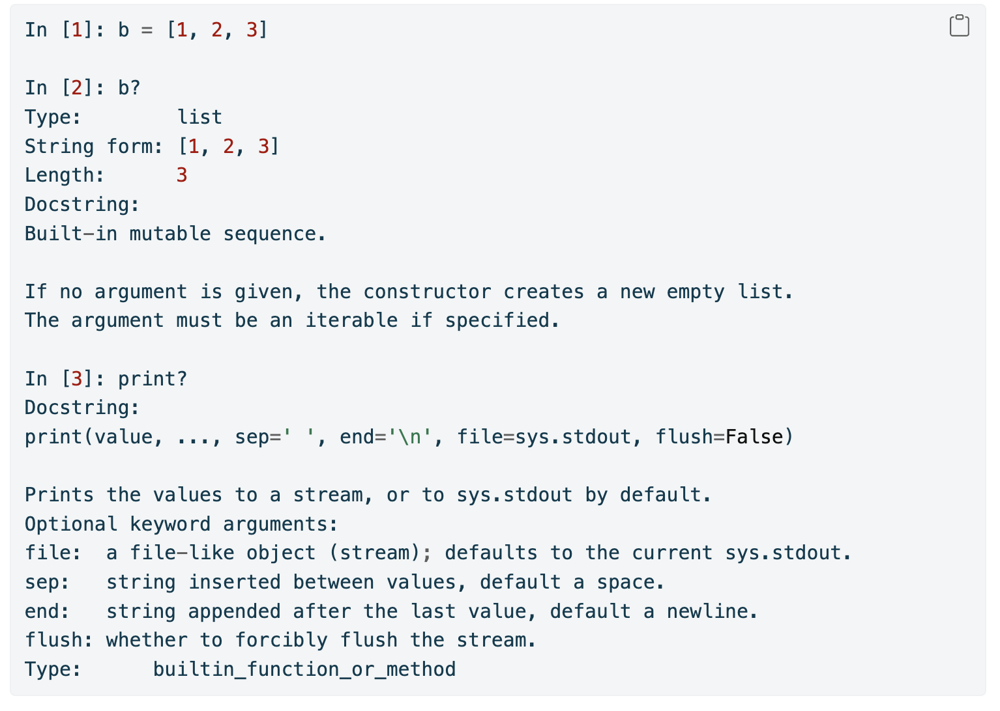 In [1]: b = [1, 2, 3]

In [2]: b?
Type:        list
String form: [1, 2, 3]
Length:      3
Docstring:
Built-in mutable sequence.

If no argument is given, the constructor creates a new empty list.
The argument must be an iterable if specified.

In [3]: print?
Docstring:
print(value, ..., sep=' ', end='\n', file=sys.stdout, flush=False)

Prints the values to a stream, or to sys.stdout by default.
Optional keyword arguments:
file:  a file-like object (stream); defaults to the current sys.stdout.
sep:   string inserted between values, default a space.
end:   string appended after the last value, default a newline.
flush: whether to forcibly flush the stream.
Type:      builtin_function_or_method